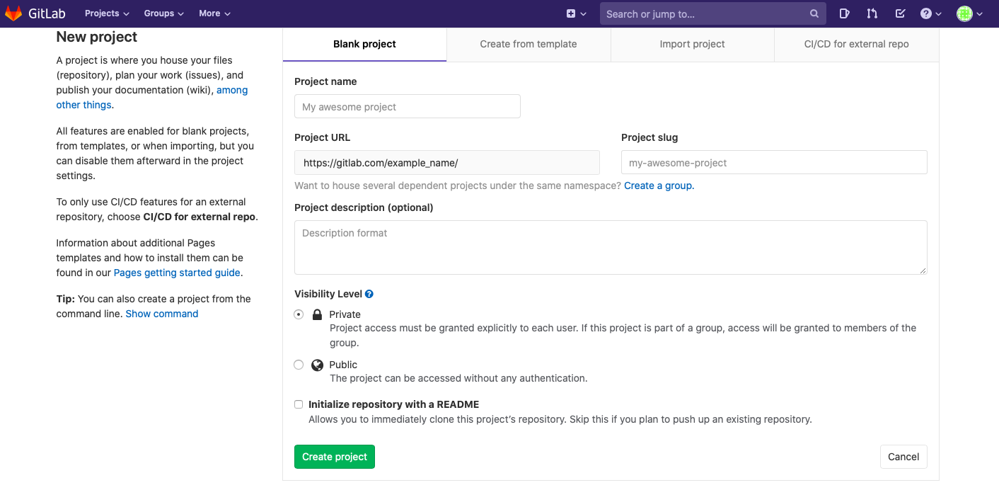 GitLab Projects Groups More Search or jump to...
New project
A project is where you house your files
(repository), plan your work (issues), and
publish your documentation (wiki), among
other things.
All features are enabled for blank projects,
from templates, or when importing, but you
can disable them afterward in the project
settings.
To only use CI/CD features for an external
repository, choose CI/CD for external repo.
Information about additional Pages
templates and how to install them can be
found in our Pages getting started guide.
Tip: You can also create a project from the
command line. Show command
Blank project Create from template Import project CI/CD for external repo
Project name
My awesome project
Project URL Project slug
https://gitlab.com/example_name/ my-awesome-project
Want to house several dependent projects under the same namespace? Create a group.
Project description (optional)
Description format
Visibility Level
Private
Project access must be granted explicitly to each user. If this project is part of a group, access will be granted to members of the
group.
Public
The project can be accessed without any authentication.
Initialize repository with a README
Allows you to immediately clone this project’s repository. Skip this if you plan to push up an existing repository.
Create project Cancel